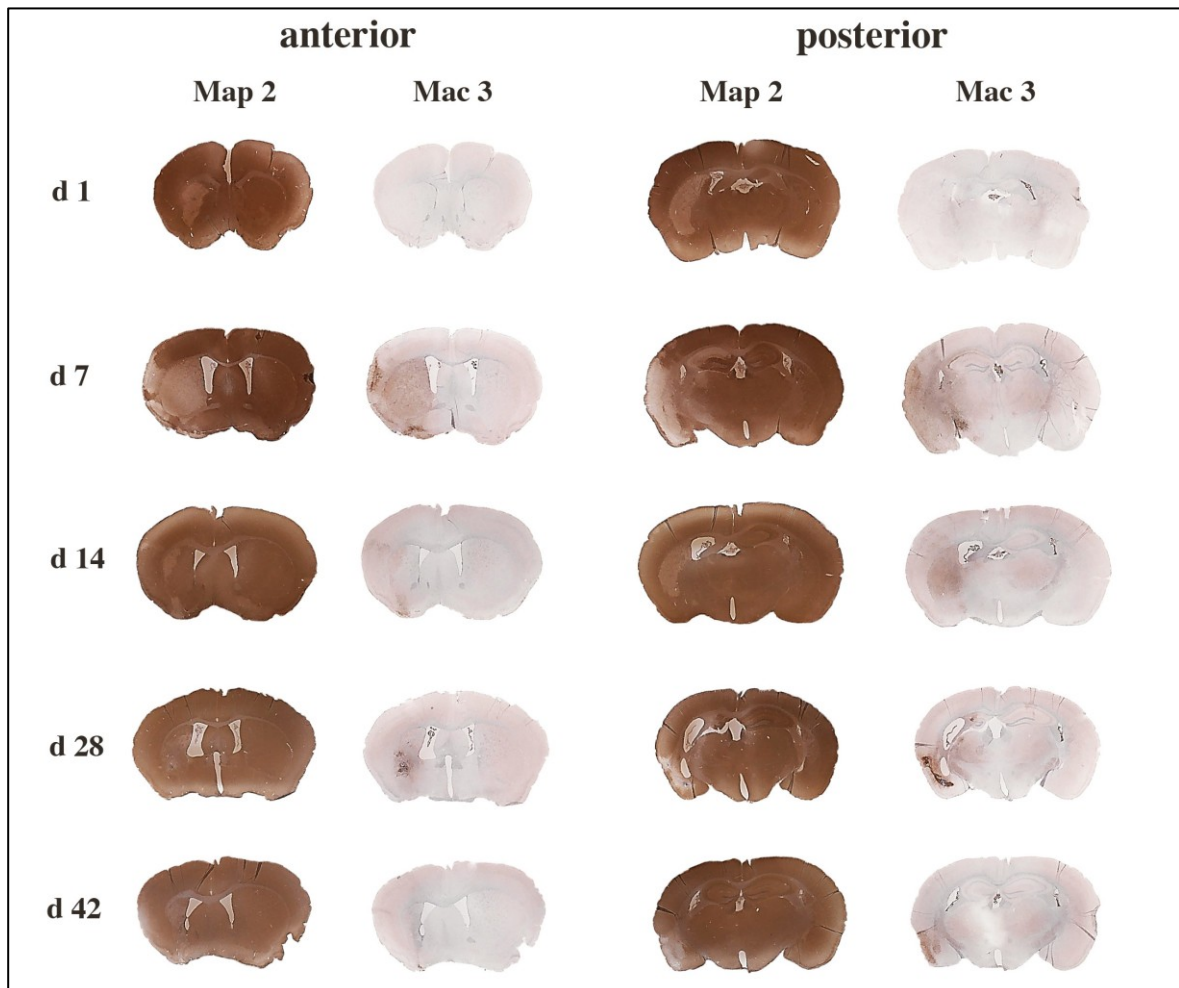 anterior posterior
Map 2 Mac 3 Map 2 Mac 3
d 1
d 7
d 14
d 28
d 42